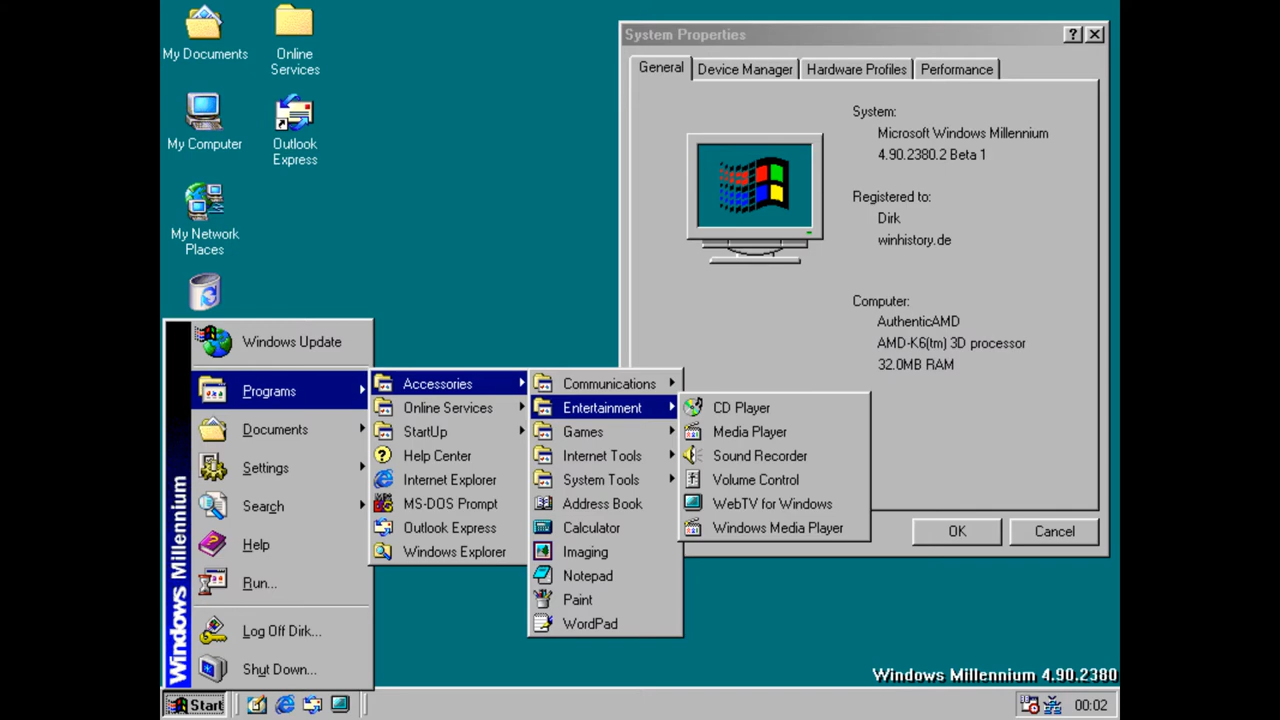 My Documents
Online
Services
My Computer
Outlook
Express
My Network
Places
System Properties
General
Device Manager
Hardware Profiles
Performance
System:
Microsoft Windows Millennium
4.90.2380.2 Beta 1
Registered to:
Dirk
winhistory.de
Computer:
AuthenticAMD
AMD-K6(tm) 3D processor
32.0MB RAM
OK
Cancel
Windows Millennium
Windows Update
Programs
Documents
Settings
Search
Help
Run...
Log Off Dirk...
Shut Down...
Accessories
Online Services
StartUp
Help Center
Internet Explorer
MS-DOS Prompt
Outlook Express
Windows Explorer
Communications
Entertainment
Games
Internet Tools
System Tools
Address Book
Calculator
Imaging
Notepad
Paint
WordPad
CD Player
Media Player
Sound Recorder
Volume Control
WebTV for Windows
Windows Media Player
Windows Millennium 4.90.2380
Start
00:02